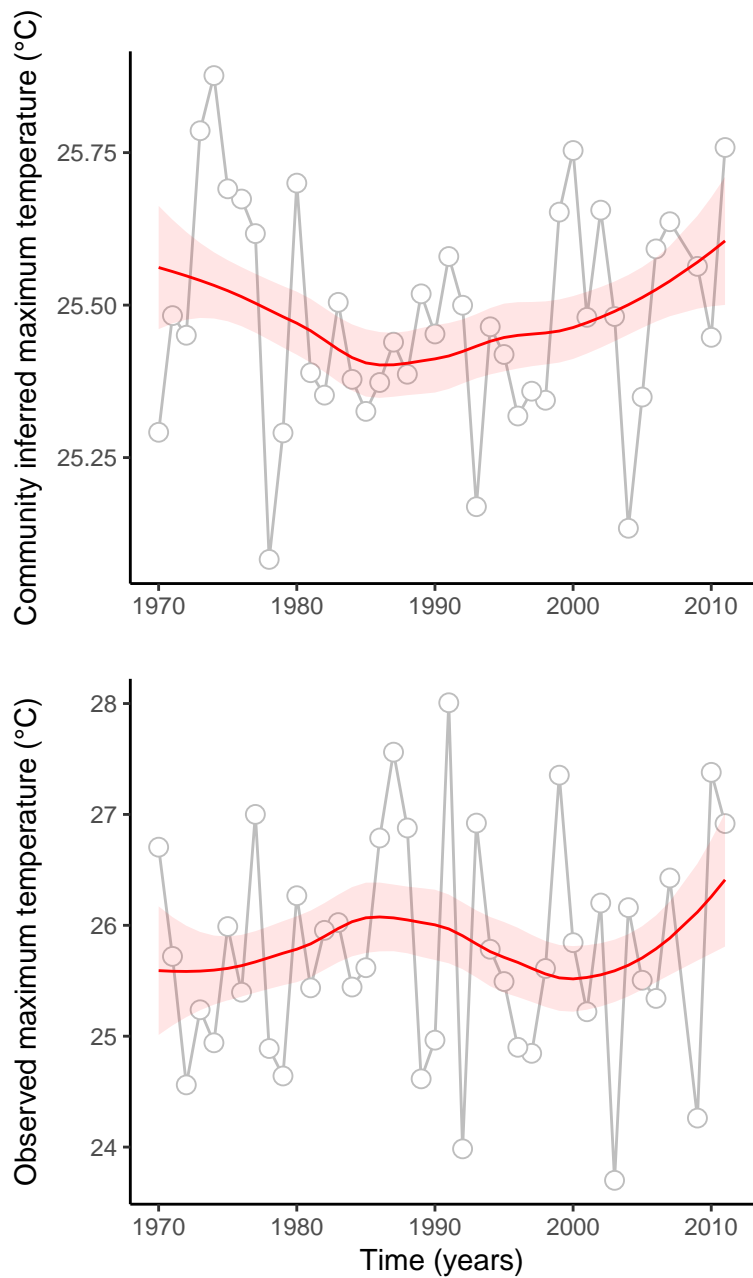 Community inferred maximum temperature (°C)
25.75
25.50
25.25
1970 1980 1990 2000 2010
Observed maximum temperature (°C)
28
27
26
25
24
1970 1980 1990 2000 2010
Time (years)